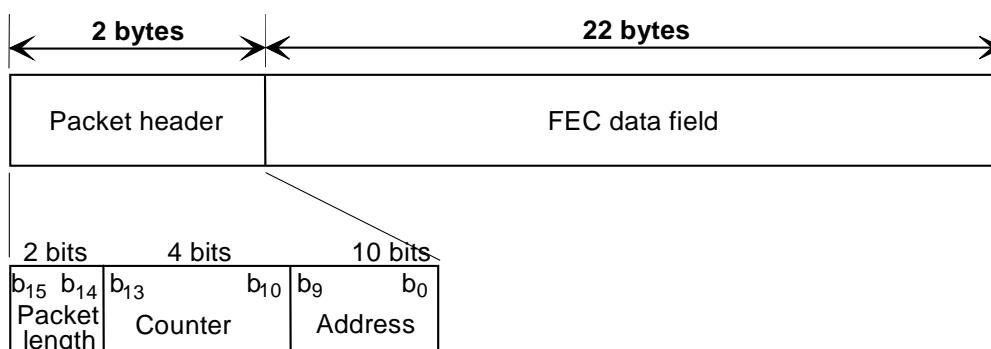 2 bytes 22 bytes
Packet header FEC data field
2 bits 4 bits 10 bits
b15 b14 b13 b10 b9 b0
Packet length Counter Address